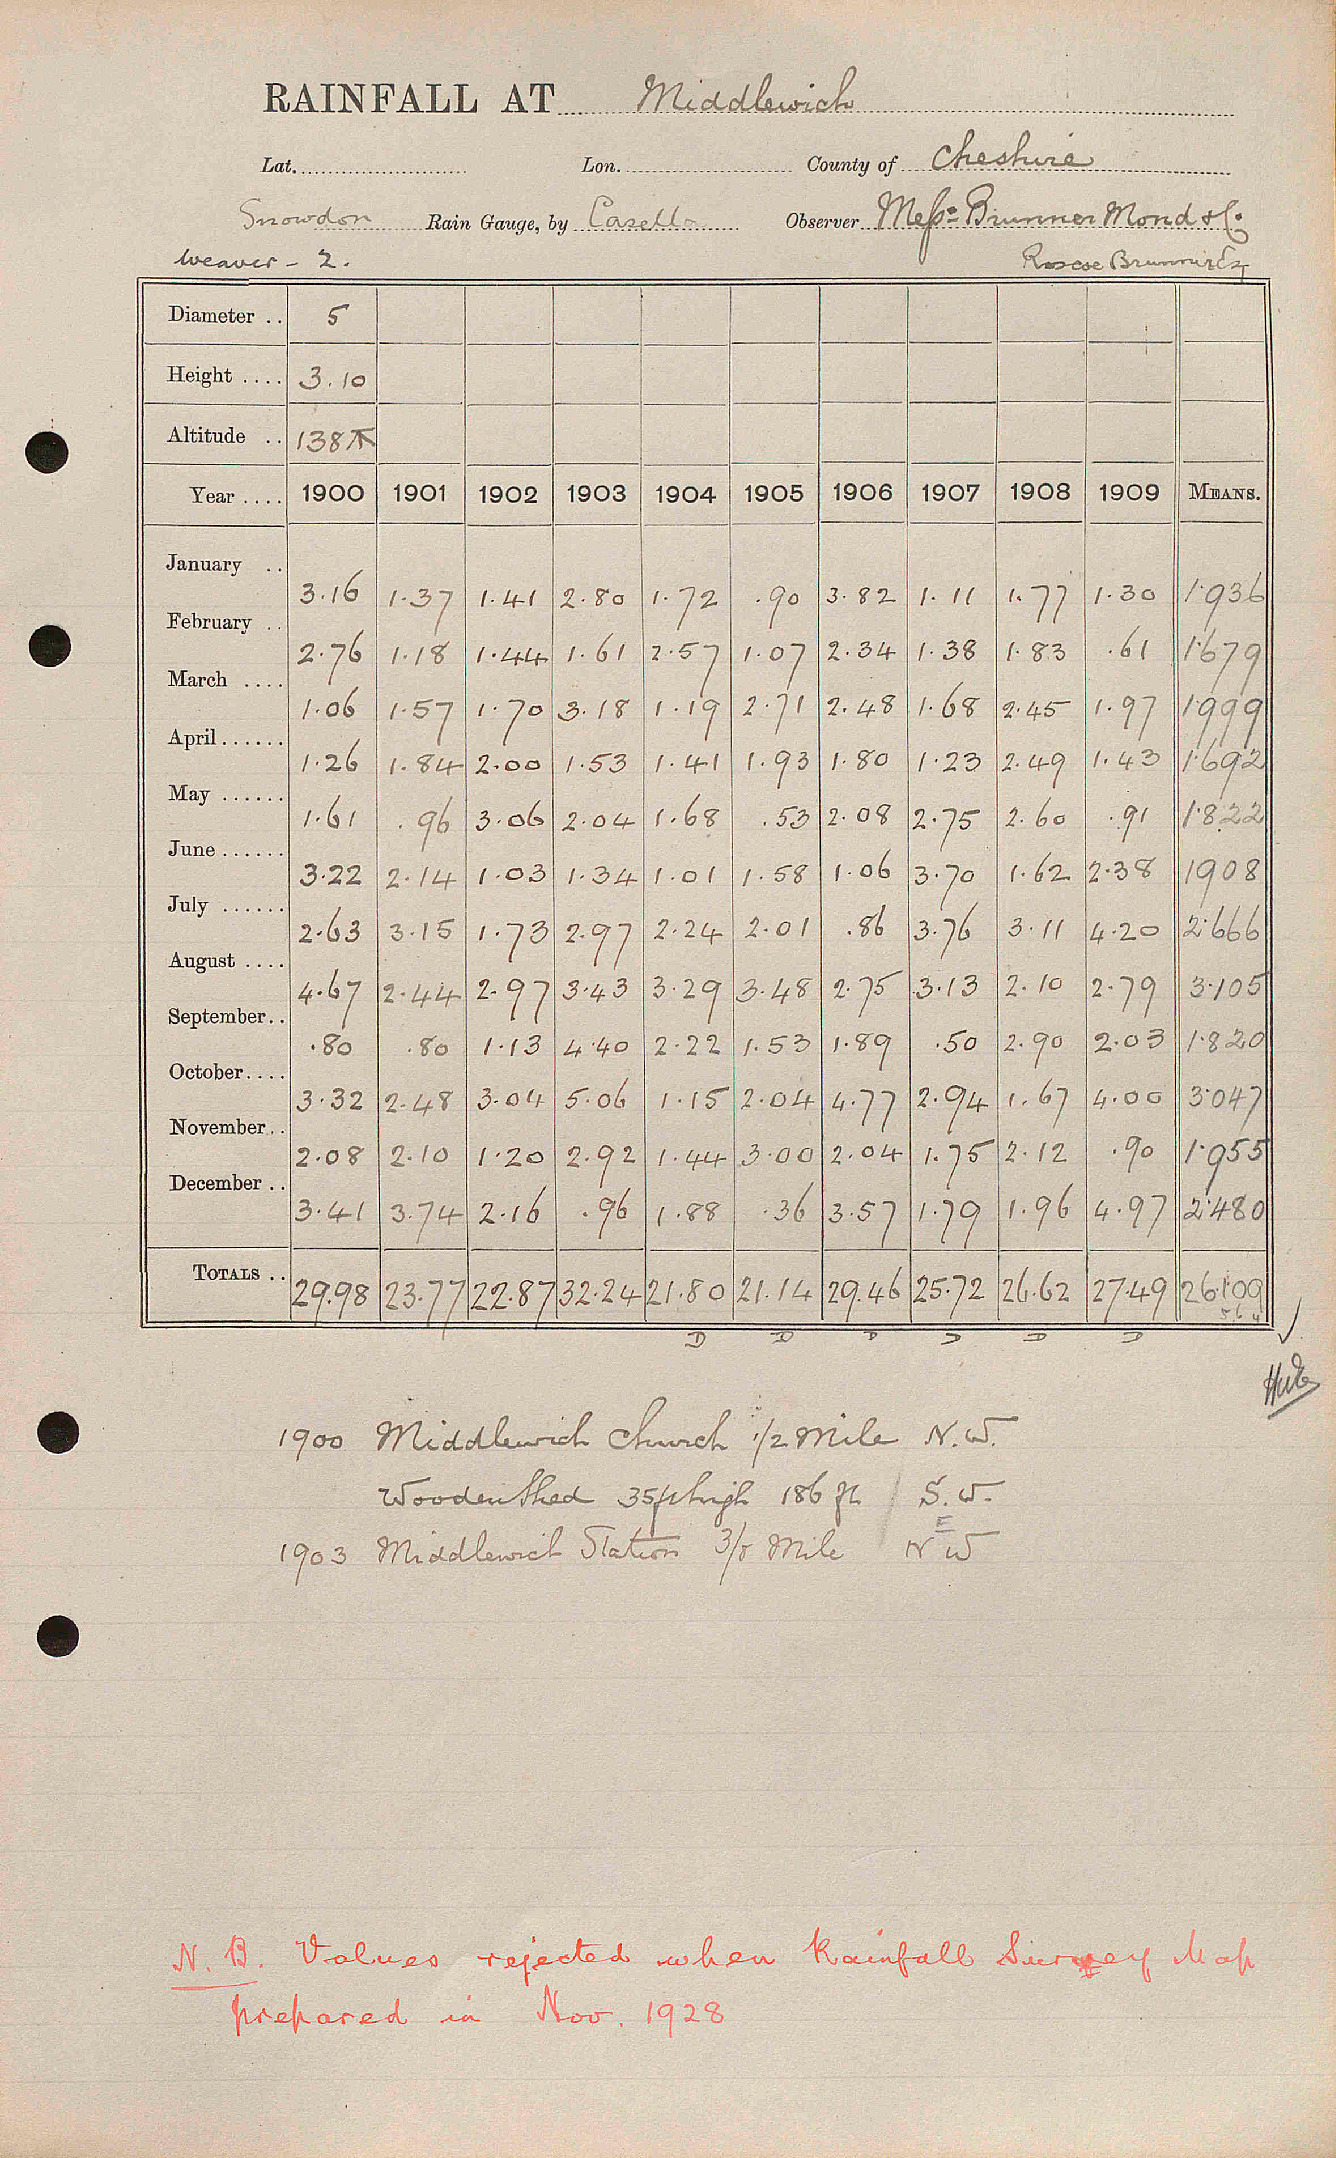 RAINFALL AT Middlewich
Lat. Lon. County of Cheshire
Snowdon Rain Gauge, by Casella Observer Messrs Brunner Mond & Co.
Weaver - 2. Roscoe Brunner Esq
Diameter .. 5
Height .... 3.10
Altitude .. 138
Year .... 1900 1901 1902 1903 1904 1905 1906 1907 1908 1909 MEANS.
January .. 3.16 1.37 1.41 2.80 1.72 .90 3.82 1.11 1.77 1.30 1.936
February .. 2.76 1.18 1.44 1.61 2.57 1.07 2.34 1.38 1.83 .61 1.679
March .... 1.06 1.57 1.70 3.18 1.19 2.71 2.48 1.68 2.45 1.97 1.999
April ...... 1.26 1.84 2.00 1.53 1.41 1.93 1.80 1.23 2.49 1.43 1.692
May ...... 1.61 .96 3.06 2.04 1.68 .53 2.08 2.75 2.60 .91 1.822
June ...... 3.22 2.14 1.03 1.34 1.01 1.58 1.06 3.70 1.62 2.38 1908
July ...... 2.63 3.15 1.73 2.97 2.24 2.01 .86 3.76 3.11 4.20 2.666
August .... 4.67 2.44 2.97 3.43 3.29 3.48 2.75 3.13 2.10 2.79 3.105
September.. .80 .80 1.13 4.40 2.22 1.53 1.89 .50 2.90 2.03 1.820
October.... 3.32 2.48 3.04 5.06 1.15 2.04 4.77 2.94 1.67 4.00 3.047
November.. 2.08 2.10 1.20 2.92 1.44 3.00 2.04 1.75 2.12 .90 1.955
December .. 3.41 3.74 2.16 .96 1.88 .36 3.57 1.79 1.96 4.97 2.480
TOTALS .. 29.98 23.77 22.87 32.24 21.80 21.14 29.46 25.72 26.62 27.49 26.109
D D D D D D
1900 Middlewich Church 1/2 Mile N.W.
Wooden Shed 35ft high 186 ft S.W.
1903 Middlewich Station 3/8 Mile N W
E
N.B. Values rejected when Rainfall Survey Map
prepared in Nov. 1928